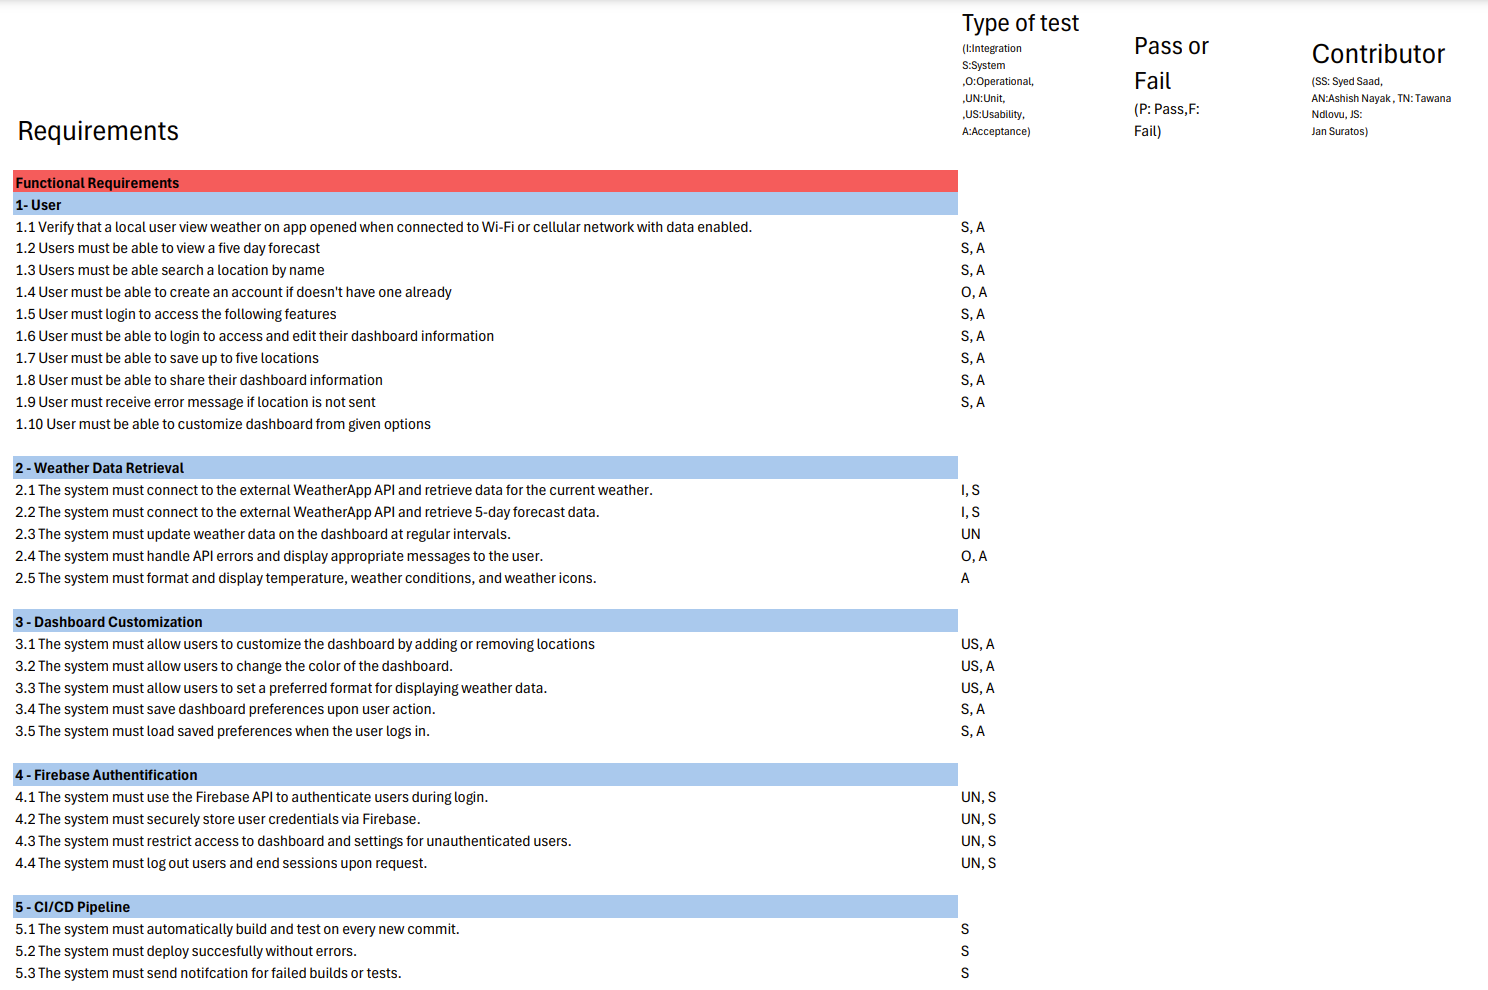 Type of test
(I:Integration
S:System
,O:Operational,
,UN:Unit,
,US:Usability,
A:Acceptance)
Pass or
Fail
(P: Pass,F:
Fail)
Contributor
(SS: Syed Saad,
AN:Ashish Nayak , TN: Tawana
Ndlovu, JS:
Jan Suratos)
Requirements
Functional Requirements
1- User
1.1 Verify that a local user view weather on app opened when connected to Wi-Fi or cellular network with data enabled. S, A
1.2 Users must be able to view a five day forecast S, A
1.3 Users must be able search a location by name S, A
1.4 User must be able to create an account if doesn't have one already O, A
1.5 User must login to access the following features S, A
1.6 User must be able to login to access and edit their dashboard information S, A
1.7 User must be able to save up to five locations S, A
1.8 User must be able to share their dashboard information S, A
1.9 User must receive error message if location is not sent S, A
1.10 User must be able to customize dashboard from given options
2 - Weather Data Retrieval
2.1 The system must connect to the external WeatherApp API and retrieve data for the current weather. I, S
2.2 The system must connect to the external WeatherApp API and retrieve 5-day forecast data. I, S
2.3 The system must update weather data on the dashboard at regular intervals. UN
2.4 The system must handle API errors and display appropriate messages to the user. O, A
2.5 The system must format and display temperature, weather conditions, and weather icons. A
3 - Dashboard Customization
3.1 The system must allow users to customize the dashboard by adding or removing locations US, A
3.2 The system must allow users to change the color of the dashboard. US, A
3.3 The system must allow users to set a preferred format for displaying weather data. US, A
3.4 The system must save dashboard preferences upon user action. S, A
3.5 The system must load saved preferences when the user logs in. S, A
4 - Firebase Authentification
4.1 The system must use the Firebase API to authenticate users during login. UN, S
4.2 The system must securely store user credentials via Firebase. UN, S
4.3 The system must restrict access to dashboard and settings for unauthenticated users. UN, S
4.4 The system must log out users and end sessions upon request. UN, S
5 - CI/CD Pipeline
5.1 The system must automatically build and test on every new commit. S
5.2 The system must deploy succesfully without errors. S
5.3 The system must send notifcation for failed builds or tests. S